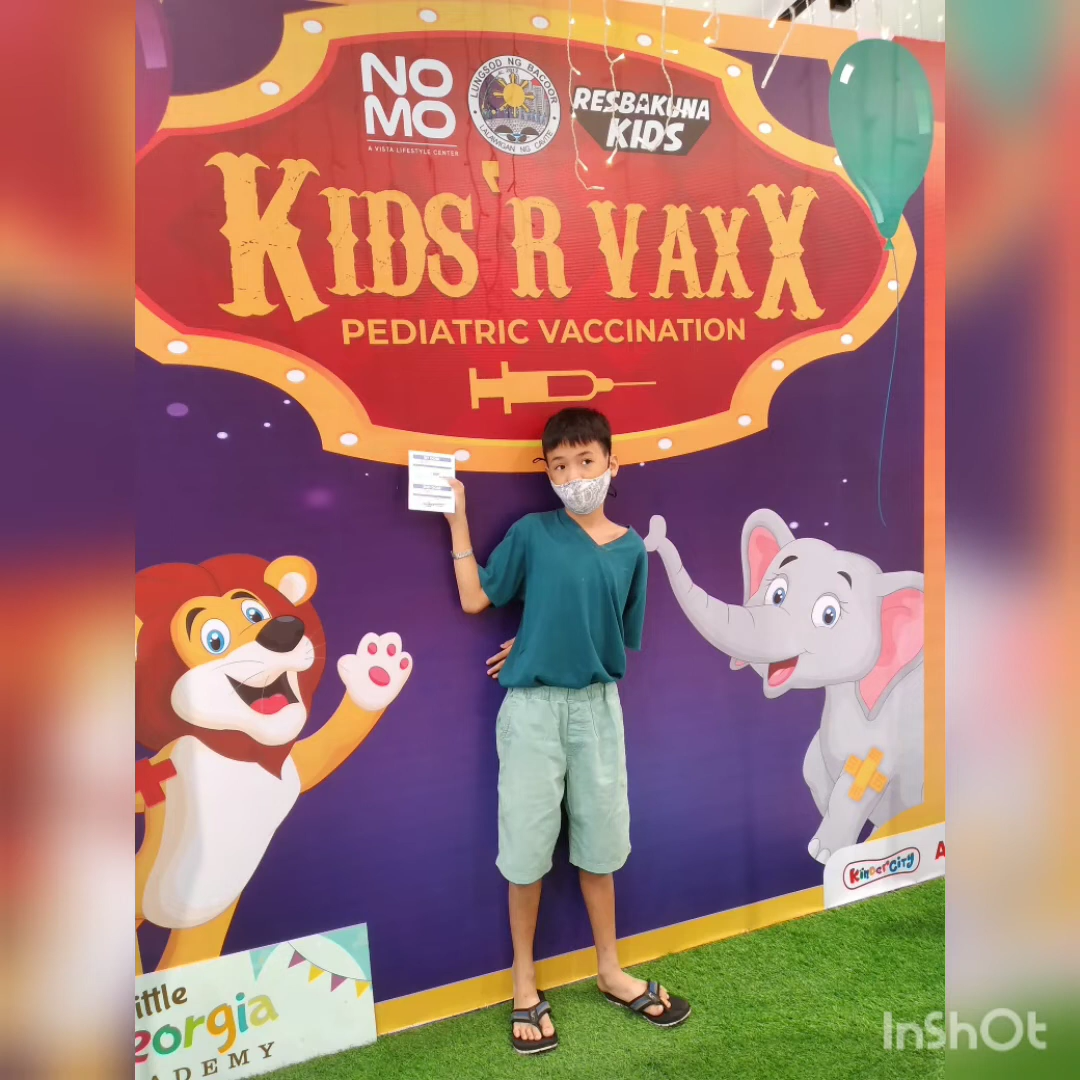 NO
MO
A VISTA LIFESTYLE CENTER
LUNGSOD NG BACOOR
LALAWIGAN NG CAVITE
RESBAKUNA
KIDS
KIDS'R VAXX
PEDIATRIC VACCINATION
KinderCity
A
ittle
eorgia
ADEMY
InShOt